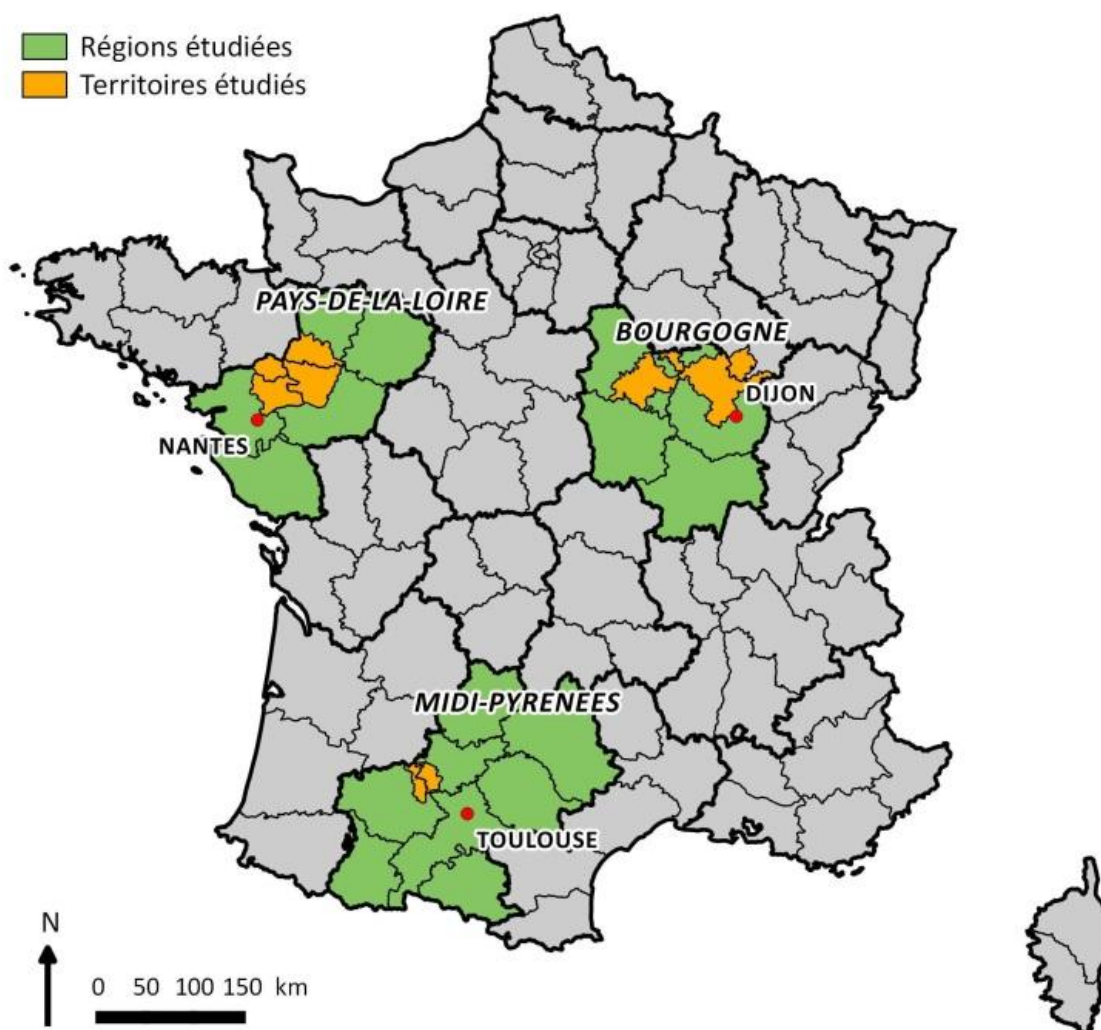 Régions étudiées
Territoires étudiés
PAYS-DE-LA-LOIRE
BOURGOGNE
DIJON
NANTES
MIDI-PYRENEES
TOULOUSE
N
0 50 100 150 km